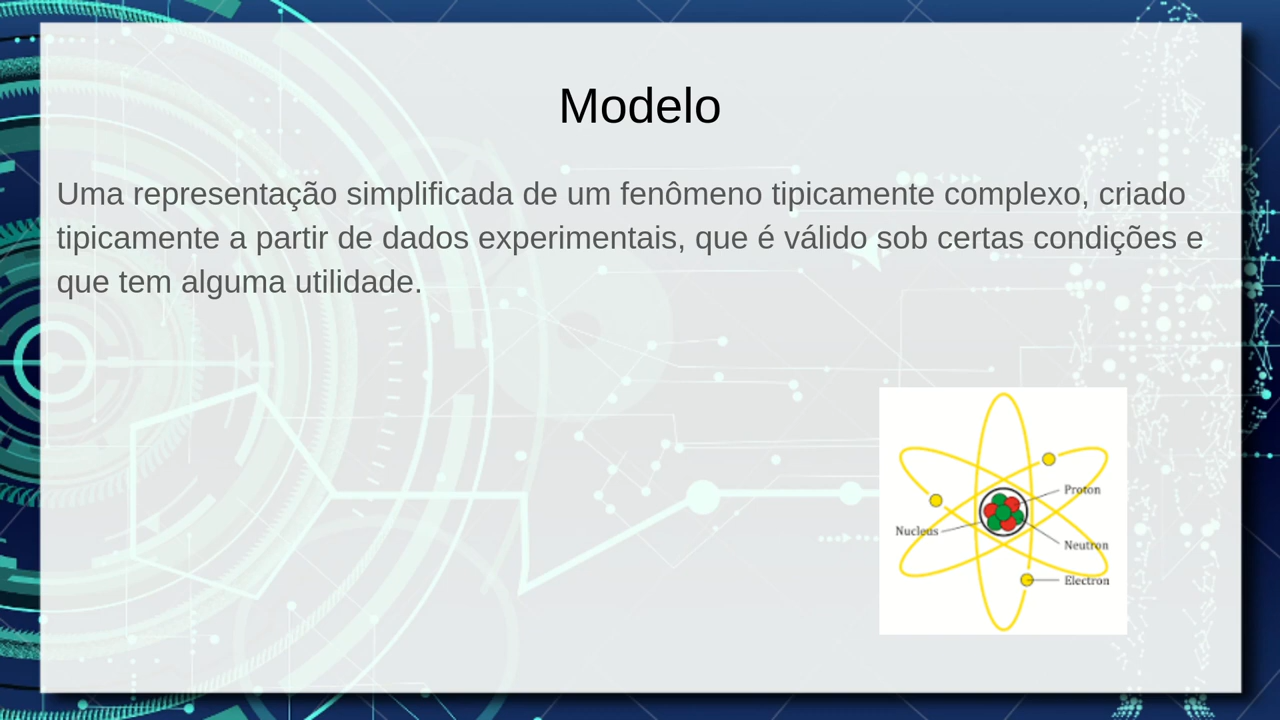 Modelo
Uma representação simplificada de um fenômeno tipicamente complexo, criado
tipicamente a partir de dados experimentais, que é válido sob certas condições e
que tem alguma utilidade.
Proton
Nucleus
Neutron
Electron